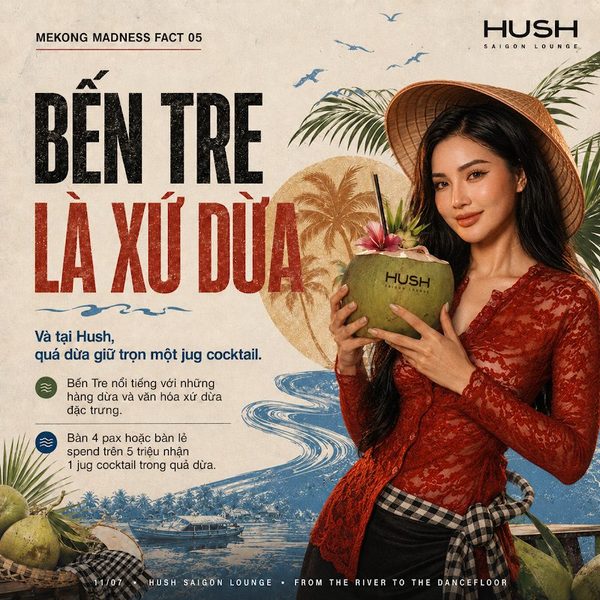 MEKONG MADNESS FACT 05
HUSH
SAIGON LOUNGE
BẾN TRE
LÀ XỨ DỪA
Và tại Hush,
quả dừa giữ trọn một jug cocktail.
Bến Tre nổi tiếng với những
hàng dừa và văn hóa xứ dừa
đặc trưng.
Bàn 4 pax hoặc bàn lẻ
spend trên 5 triệu nhận
1 jug cocktail trong quả dừa.
HUSH
SAIGON LOUNGE
11/07 • HUSH SAIGON LOUNGE • FROM THE RIVER TO THE DANCEFLOOR